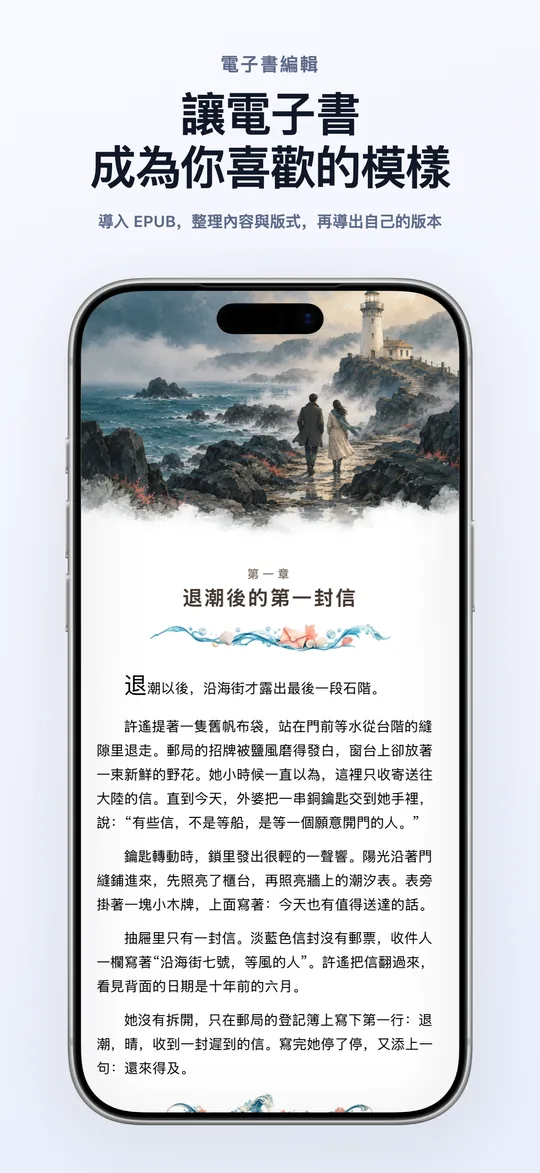 電子書編輯
讓電子書
成為你喜歡的模樣
導入 EPUB，整理內容與版式，再導出自己的版本
第一章
退潮後的第一封信
退潮以後，沿海街才露出最後一段石階。
許遙提著一隻舊帆布袋，站在門前等水從台階的縫
隙里退走。郵局的招牌被鹽風磨得發白，窗台上卻放著
一束新鮮的野花。她小時候一直以為，這裡只收寄送往
大陸的信。直到今天，外婆把一串銅鑰匙交到她手裡，
說：“有些信，不是等船，是等一個願意開門的人。”
鑰匙轉動時，鎖里發出很輕的一聲響。陽光沿著門
縫鋪進來，先照亮了櫃台，再照亮牆上的潮汐表。表旁
掛著一塊小木牌，上面寫著：今天也有值得送達的話。
抽屜里只有一封信。淡藍色信封沒有郵票，收件人
一欄寫著“沿海街七號，等風的人”。許遙把信翻過來，
看見背面的日期是十年前的六月。
她沒有拆開，只在郵局的登記簿上寫下第一行：退
潮，晴，收到一封遲到的信。寫完她停了停，又添上一
句：還來得及。